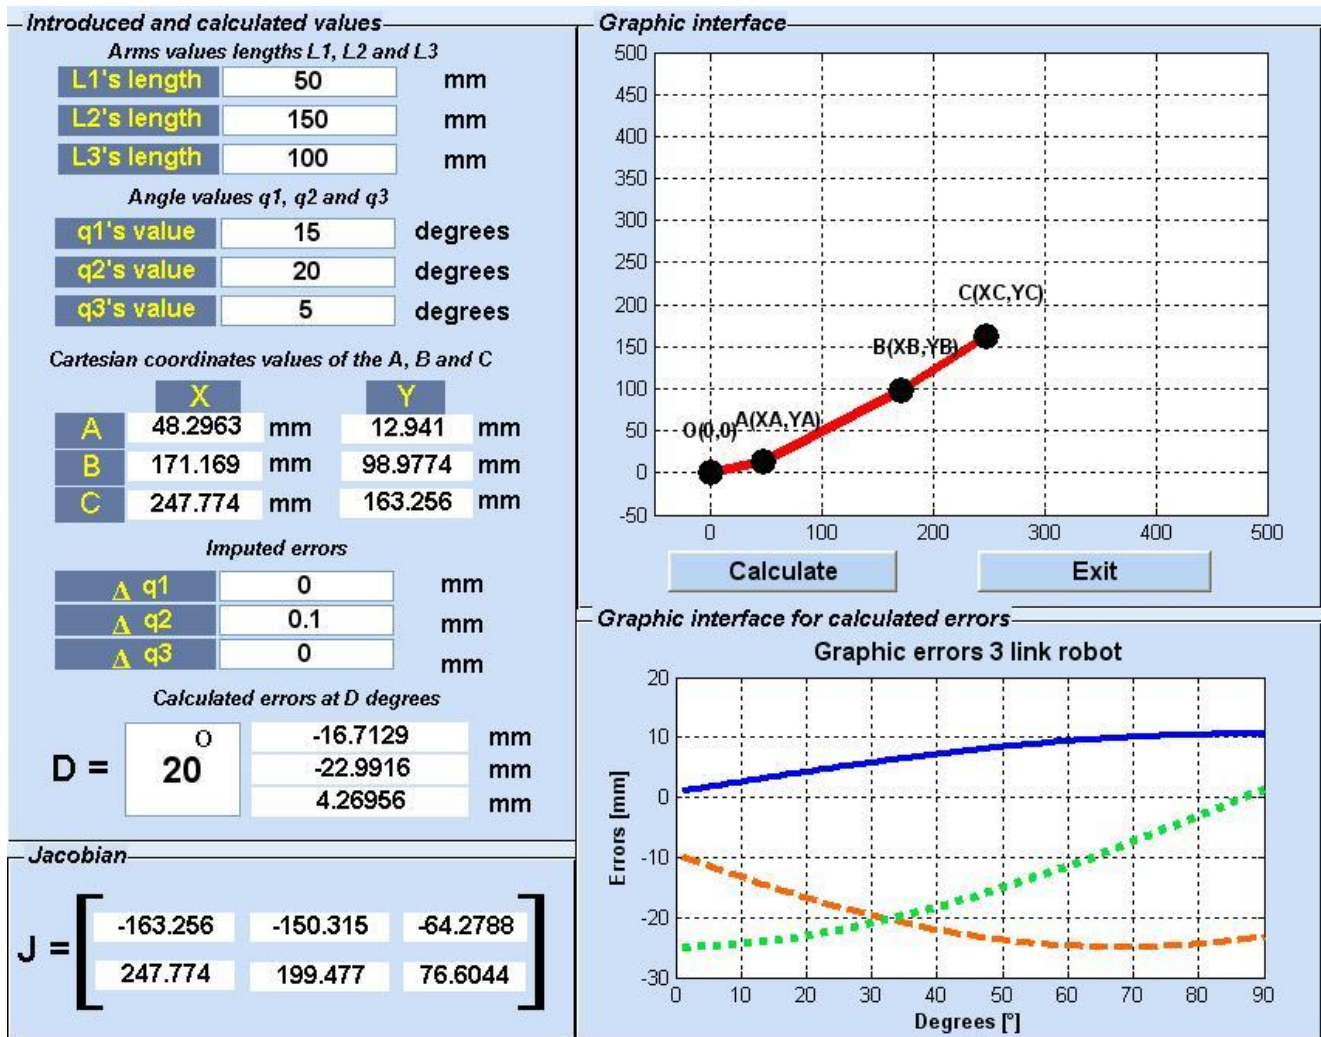 Introduced and calculated values
Arms values lengths L1, L2 and L3
L1's length 50 mm
L2's length 150 mm
L3's length 100 mm
Angle values q1, q2 and q3
q1's value 15 degrees
q2's value 20 degrees
q3's value 5 degrees
Cartesian coordinates values of the A, B and C
X Y
A 48.2963 mm 12.941 mm
B 171.169 mm 98.9774 mm
C 247.774 mm 163.256 mm
Imputed errors
Δ q1 0 mm
Δ q2 0.1 mm
Δ q3 0 mm
Calculated errors at D degrees
D = 20 O
-16.7129 mm
-22.9916 mm
4.26956 mm
Jacobian
J =
-163.256 -150.315 -64.2788
247.774 199.477 76.6044
Graphic interface
500
450
400
350
300
250
200
150
100
50
0
-50
0 100 200 300 400 500
C(XC,YC)
B(XB,YB)
A(XA,YA)
O(0,0)
Calculate Exit
Graphic interface for calculated errors
Graphic errors 3 link robot
Errors [mm]
20
10
0
-10
-20
-30
0 10 20 30 40 50 60 70 80 90
Degrees [°]